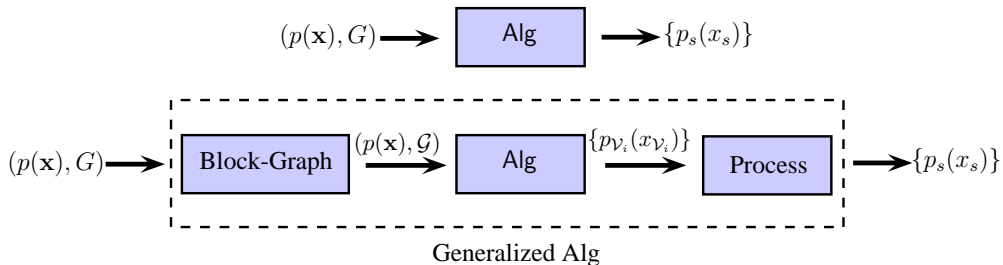 (p(x), G) Alg {p_s(x_s)}
(p(x), 𝒢) {p_{𝒱_i}(x_{𝒱_i})}
(p(x), G) Block-Graph Alg Process {p_s(x_s)}
Generalized Alg